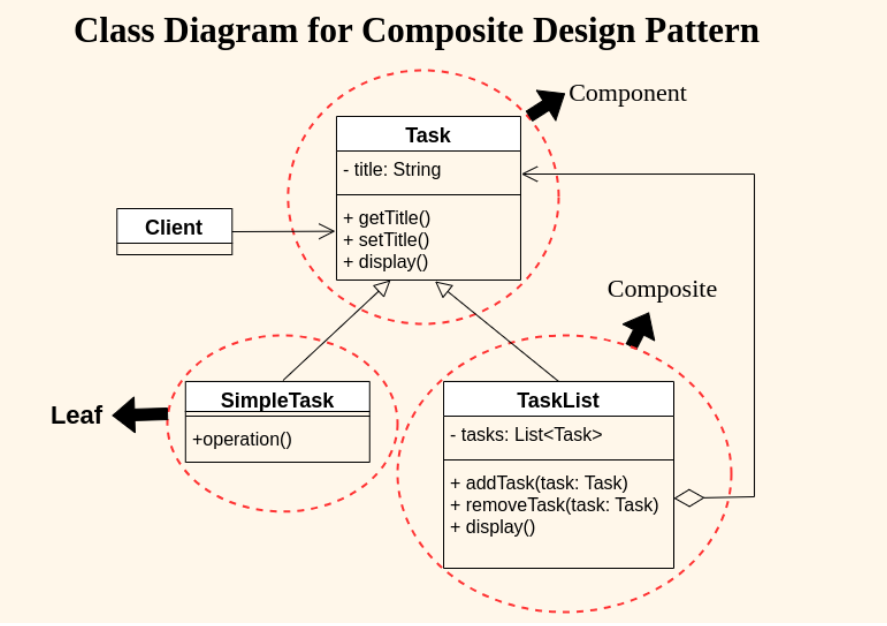 Class Diagram for Composite Design Pattern
Component
Task
- title: String
+ getTitle()
+ setTitle()
+ display()
Client
Composite
Leaf
SimpleTask
+operation()
TaskList
- tasks: List<Task>
+ addTask(task: Task)
+ removeTask(task: Task)
+ display()